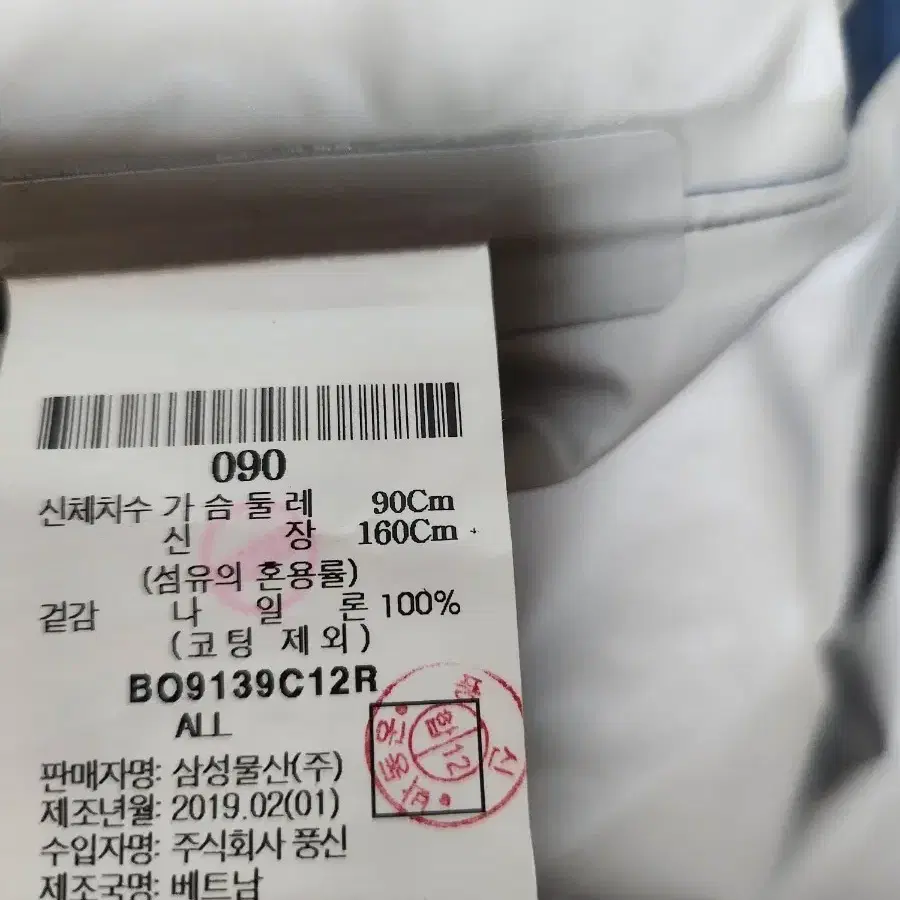 090
신체치수 가 슴 둘 레 90Cm
신 장 160Cm
(섬유의 혼용률)
겉감 나 일 론 100%
(코팅 제외)
BO9139C12R
ALL
판매자명: 삼성물산(주)
제조년월: 2019.02(01)
수입자명: 주식회사 풍신
제조국명: 베트남
합
12